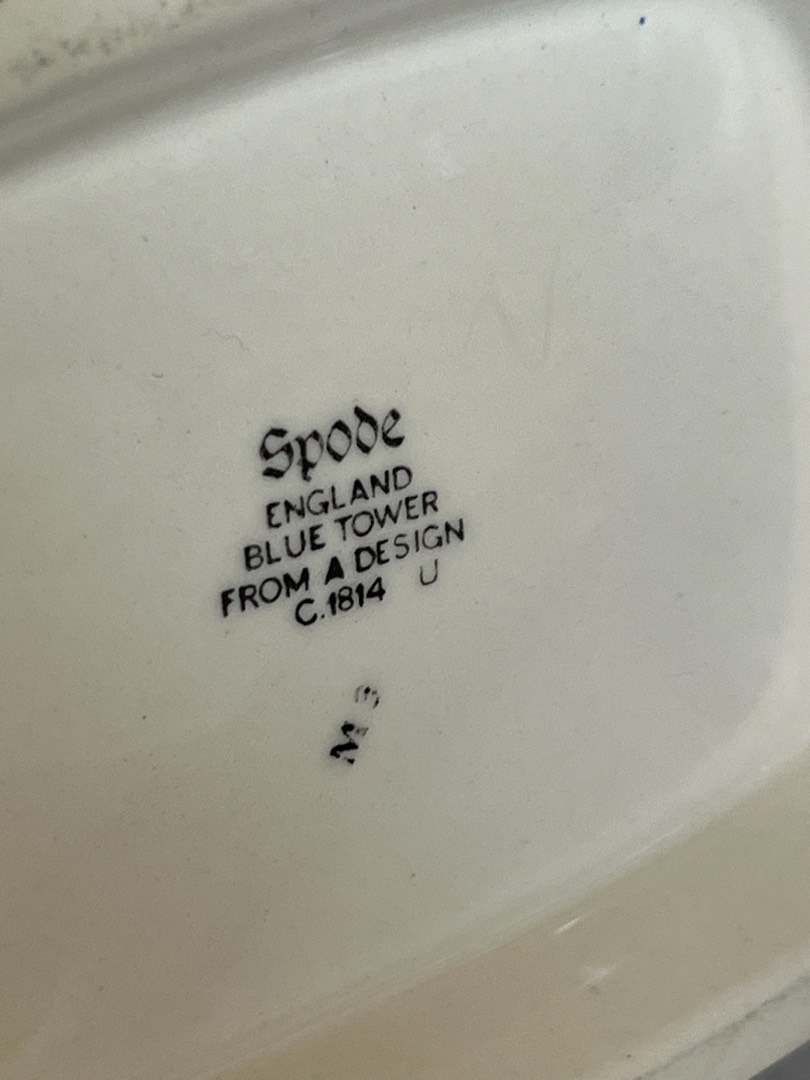 Spode
ENGLAND
BLUE TOWER
FROM A DESIGN
C.1814 U